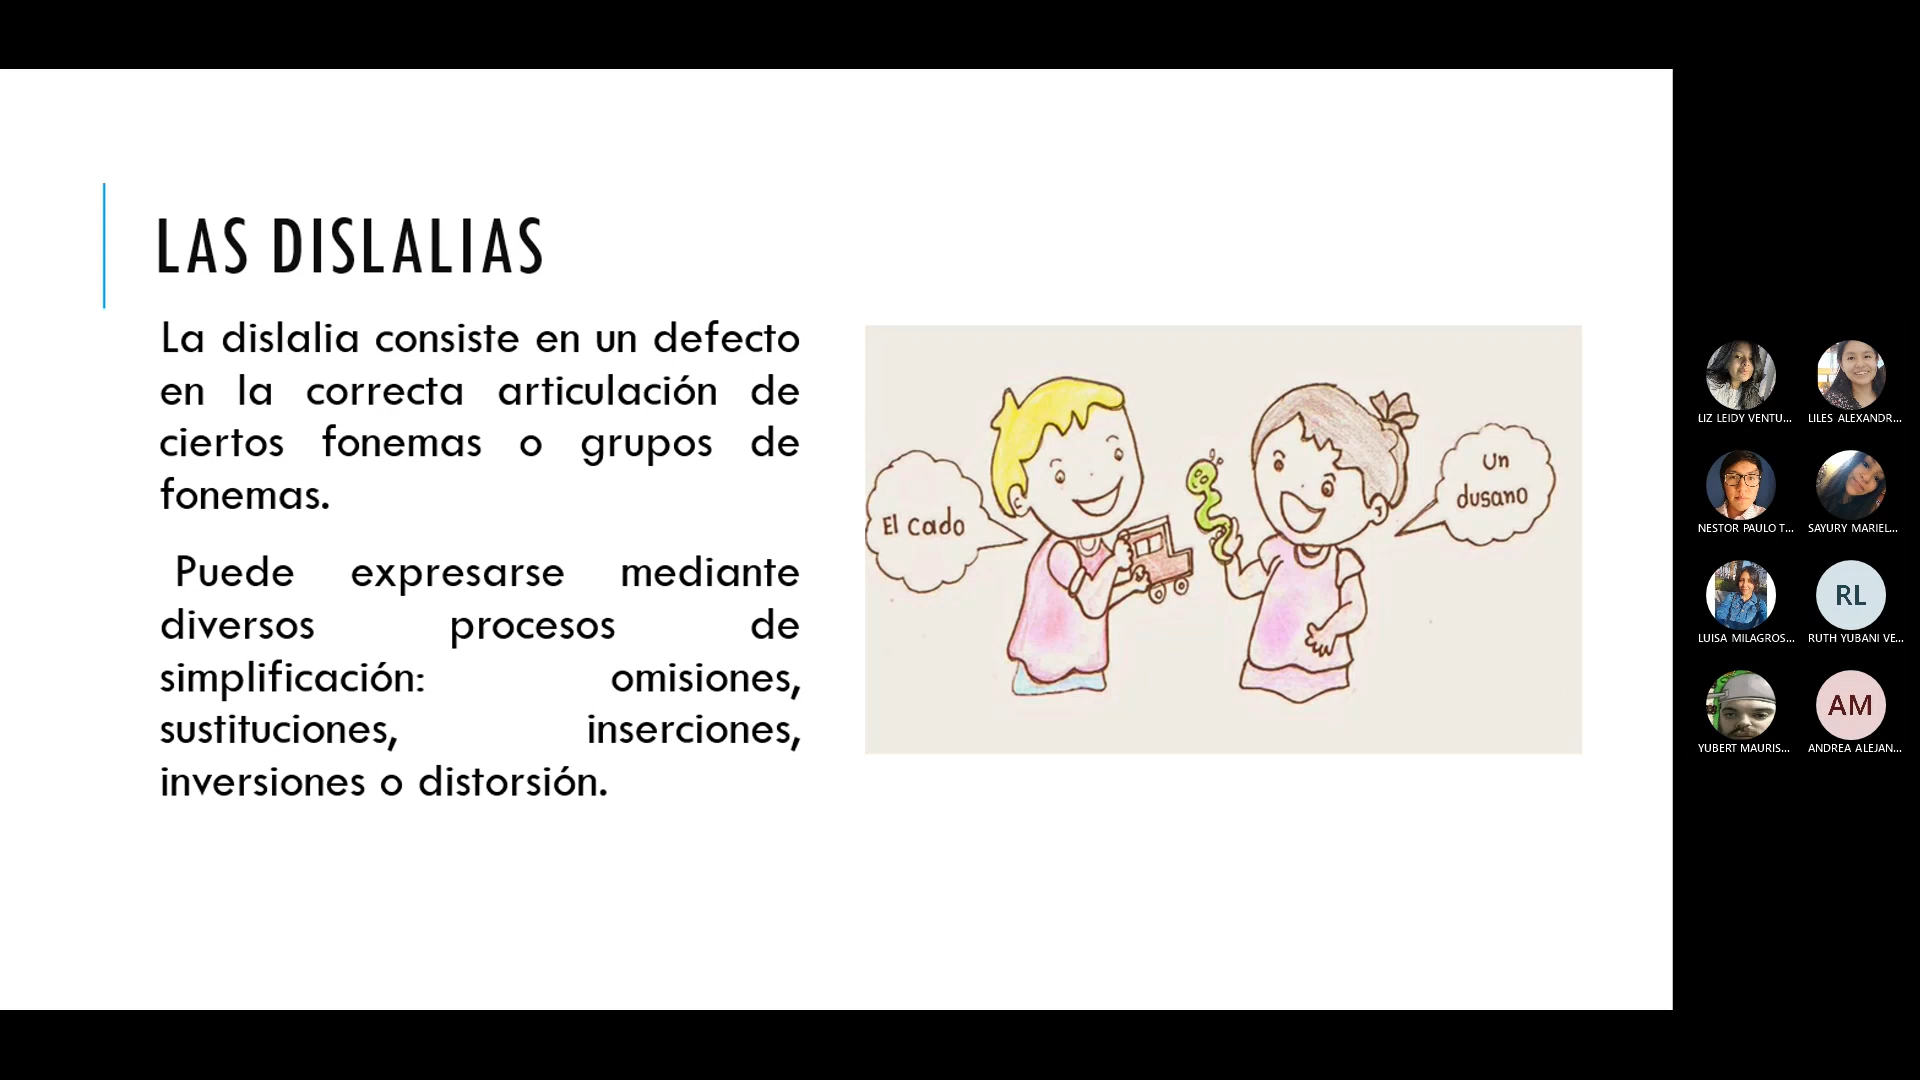 LAS DISLALIAS
La dislalia consiste en un defecto
en la correcta articulación de
ciertos fonemas o grupos de
fonemas.
Puede expresarse mediante
diversos procesos de
simplificación: omisiones,
sustituciones, inserciones,
inversiones o distorsión.
El cado
Un
dusano
LIZ LEIDY VENTU...
LILES ALEXANDR...
NESTOR PAULO T...
SAYURY MARIEL...
LUISA MILAGROS...
RL
RUTH YUBANI VE...
YUBERT MAURIS...
AM
ANDREA ALEJAN...